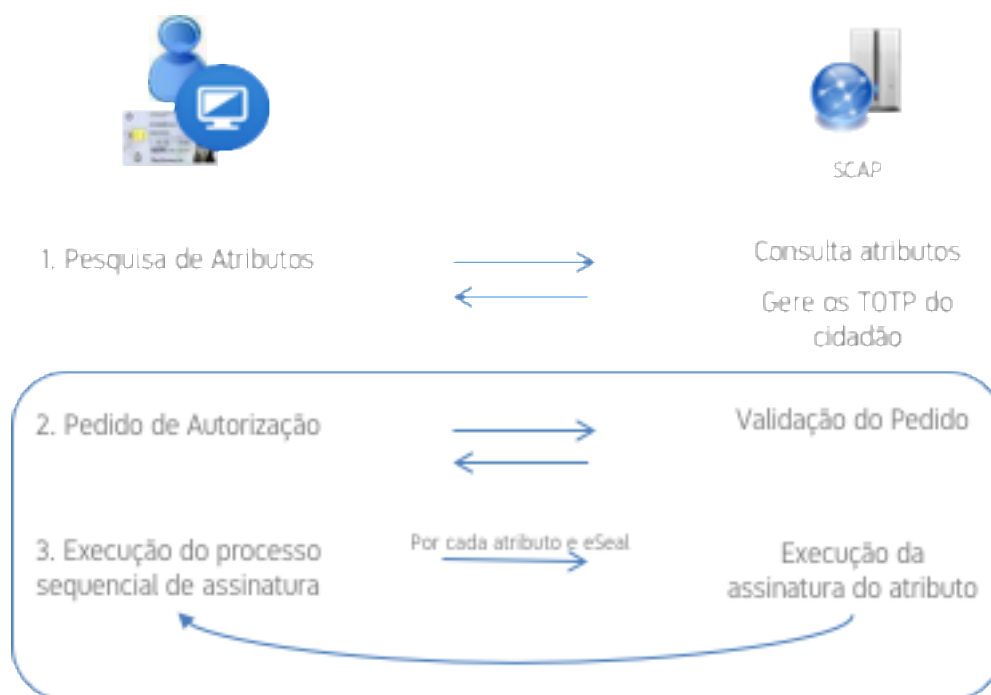 SCAP
1. Pesquisa de Atributos
Consulta atributos
Gere os TOTP do
cidadão
2. Pedido de Autorização
Validação do Pedido
3. Execução do processo
sequencial de assinatura
Por cada atributo e eSeal
Execução da
assinatura do atributo